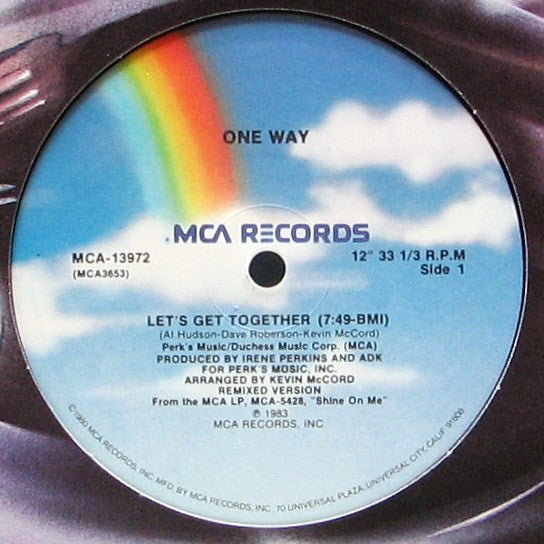 ONE WAY
MCA RECORDS
MCA-13972
(MCA3653)
12" 33 1/3 R.P.M
Side 1
LET'S GET TOGETHER (7:49-BMI)
(Al Hudson-Dave Roberson-Kevin McCord)
Perk's Music/Duchess Music Corp. (MCA)
PRODUCED BY IRENE PERKINS AND ADK
FOR PERK'S MUSIC, INC.
ARRANGED BY KEVIN McCORD
REMIXED VERSION
From the MCA LP, MCA-5428, "Shine On Me"
℗ 1983
MCA RECORDS, INC
©1980 MCA RECORDS, INC. MFD. BY MCA RECORDS, INC., 70 UNIVERSAL PLAZA, UNIVERSAL CITY, CALIF. 91608